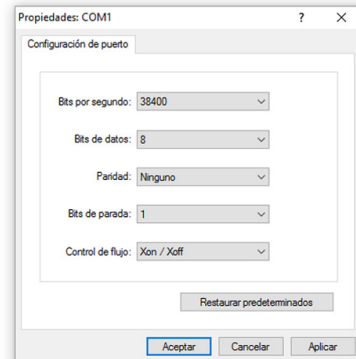 Propiedades: COM1 ? X
Configuración de puerto
Bits por segundo: 38400
Bits de datos: 8
Paridad: Ninguno
Bits de parada: 1
Control de flujo: Xon / Xoff
Restaurar predeterminados
Aceptar Cancelar Aplicar